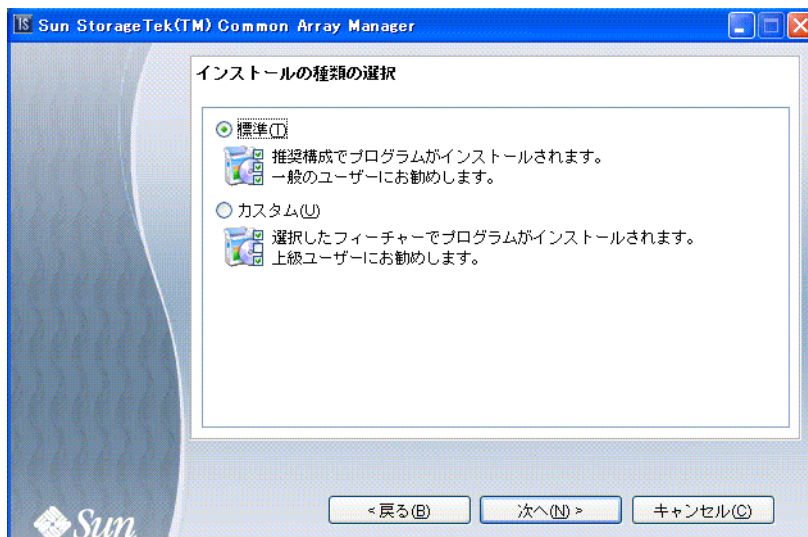 Sun StorageTek(TM) Common Array Manager
インストールの種類の選択
標準(T)
推奨構成でプログラムがインストールされます。
一般のユーザーにお勧めします。
カスタム(U)
選択したフィーチャーでプログラムがインストールされます。
上級ユーザーにお勧めします。
<戻る(B)
次へ(N)>
キャンセル(C)
Sun